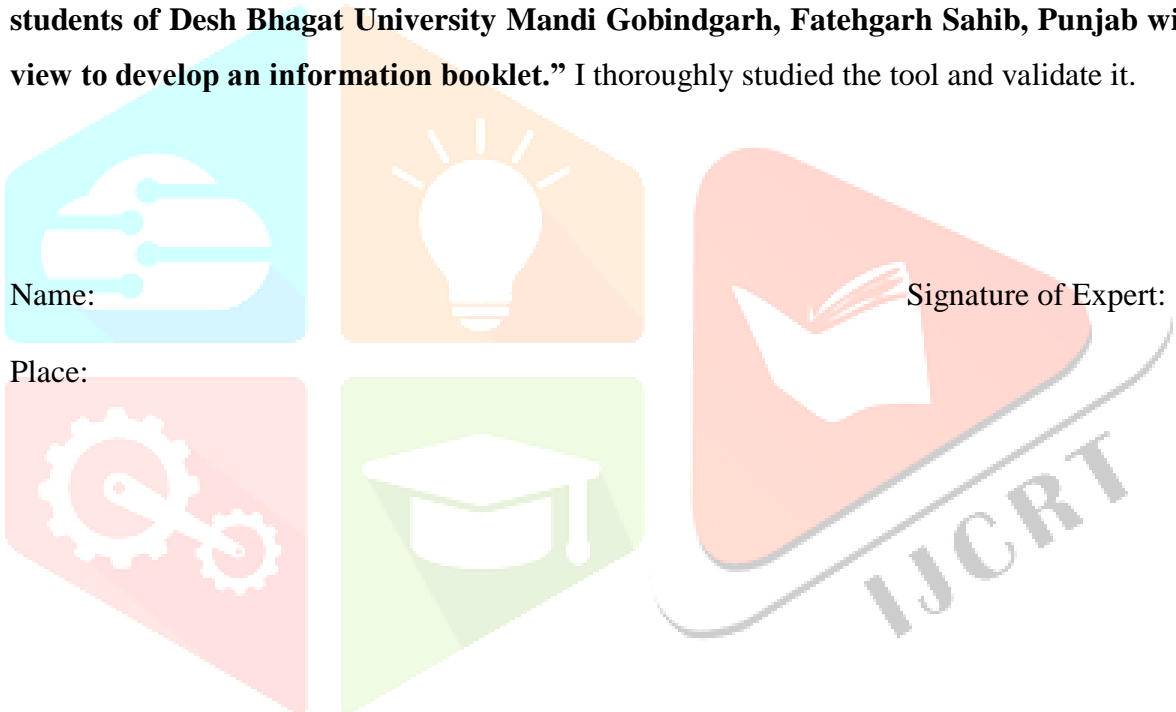 students of Desh Bhagat University Mandi Gobindgarh, Fatehgarh Sahib, Punjab wi
view to develop an information booklet.” I thoroughly studied the tool and validate it.
Name: Signature of Expert:
Place:
IJCRT